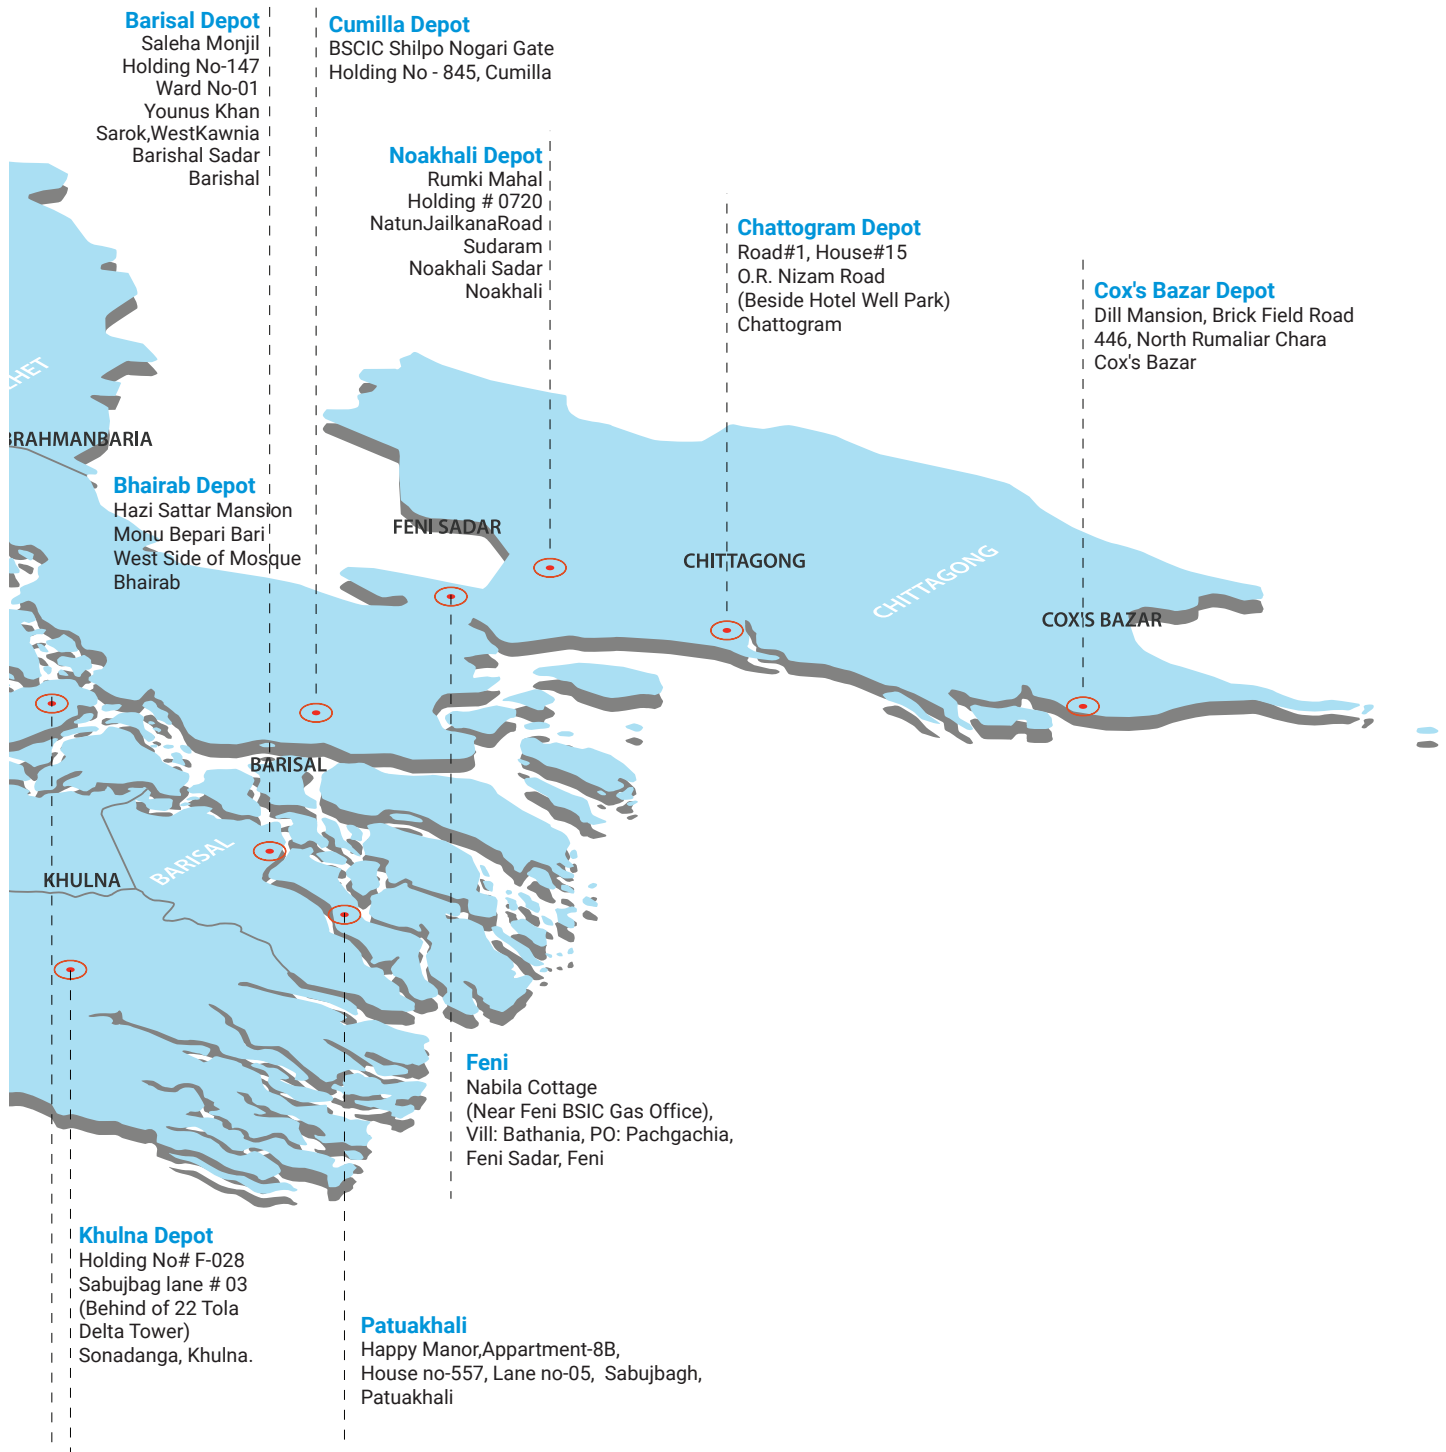 Barisal Depot
Saleha Monjil
Holding No-147
Ward No-01
Younus Khan
Sarok,WestKawnia
Barishal Sadar
Barishal
Cumilla Depot
BSCIC Shilpo Nogari Gate
Holding No - 845, Cumilla
Noakhali Depot
Rumki Mahal
Holding # 0720
NatunJailkanaRoad
Sudaram
Noakhali Sadar
Noakhali
Chattogram Depot
Road#1, House#15
O.R. Nizam Road
(Beside Hotel Well Park)
Chattogram
Cox's Bazar Depot
Dill Mansion, Brick Field Road
446, North Rumaliar Chara
Cox's Bazar
LHET
BRAHMANBARIA
Bhairab Depot
Hazi Sattar Mansion
Monu Bepari Bari
West Side of Mosque
Bhairab
FENI SADAR
CHITTAGONG
CHITTAGONG
COX'S BAZAR
BARISAL
BARISAL
KHULNA
Feni
Nabila Cottage
(Near Feni BSIC Gas Office),
Vill: Bathania, PO: Pachgachia,
Feni Sadar, Feni
Khulna Depot
Holding No# F-028
Sabujbag lane # 03
(Behind of 22 Tola
Delta Tower)
Sonadanga, Khulna.
Patuakhali
Happy Manor,Appartment-8B,
House no-557, Lane no-05, Sabujbagh,
Patuakhali